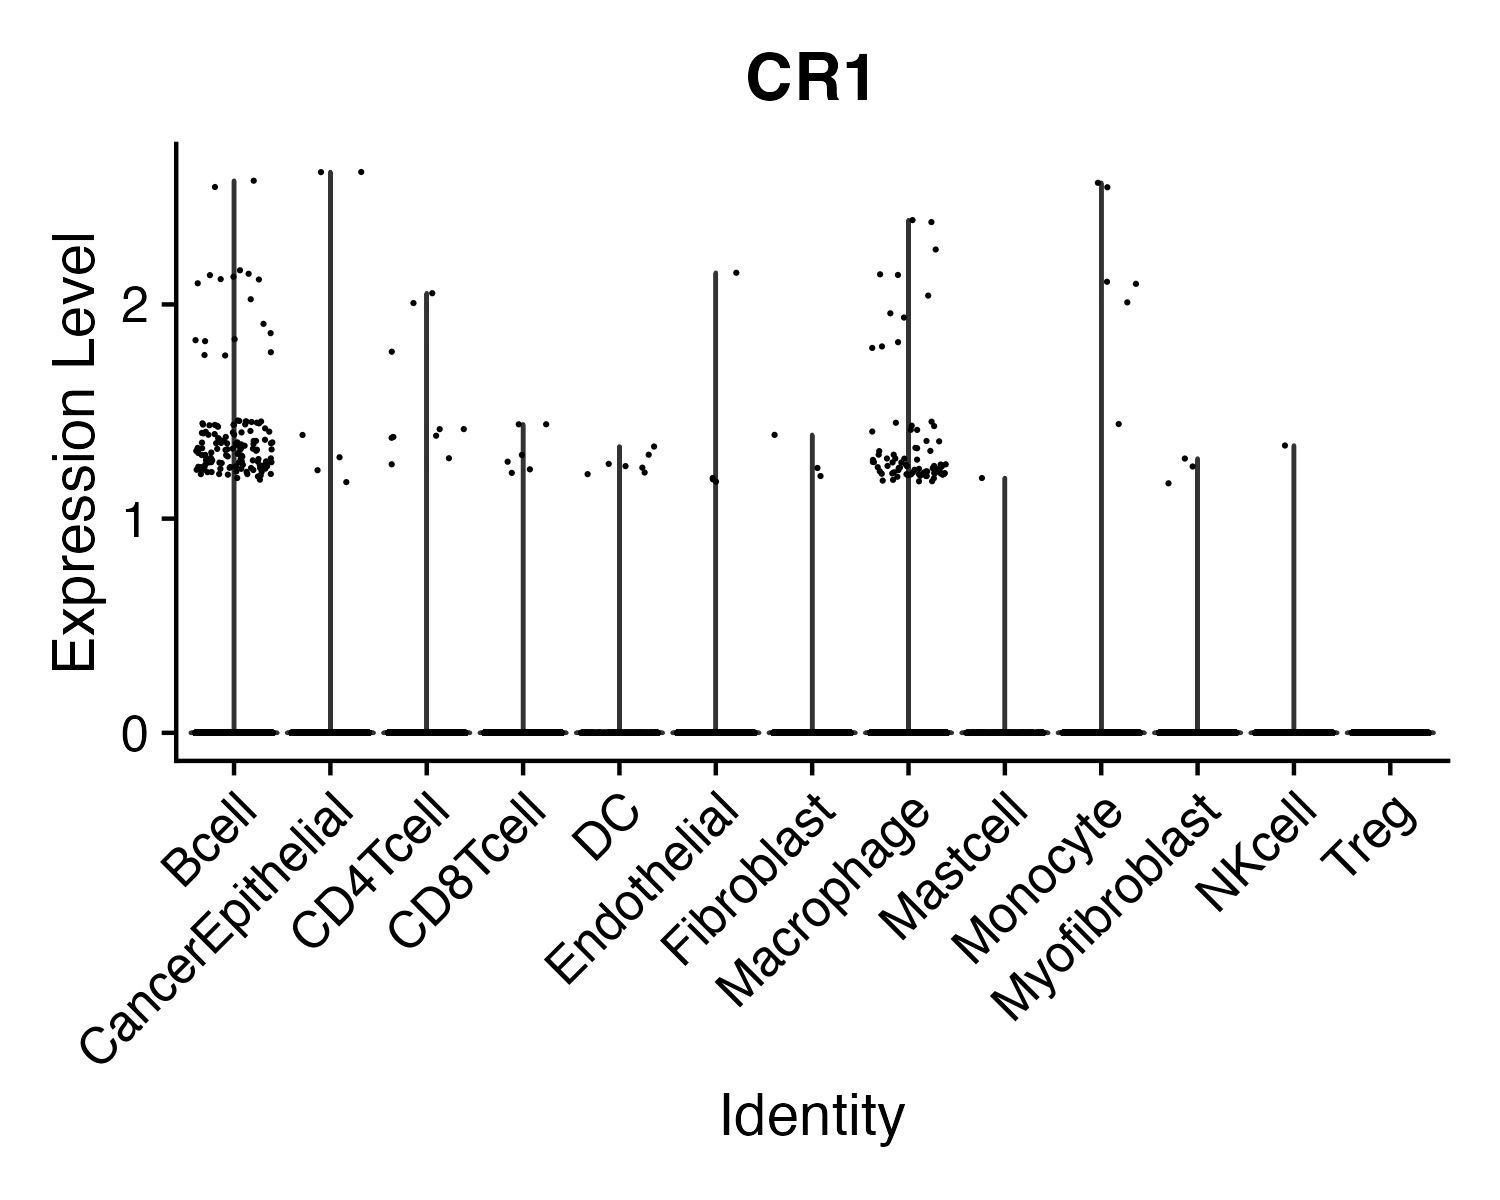 CR1
Expression Level
2
1
0
Bcell
CancerEpithelial
CD4Tcell
CD8Tcell
DC
Endothelial
Fibroblast
Macrophage
Mastcell
Monocyte
Myofibroblast
NKcell
Treg
Identity